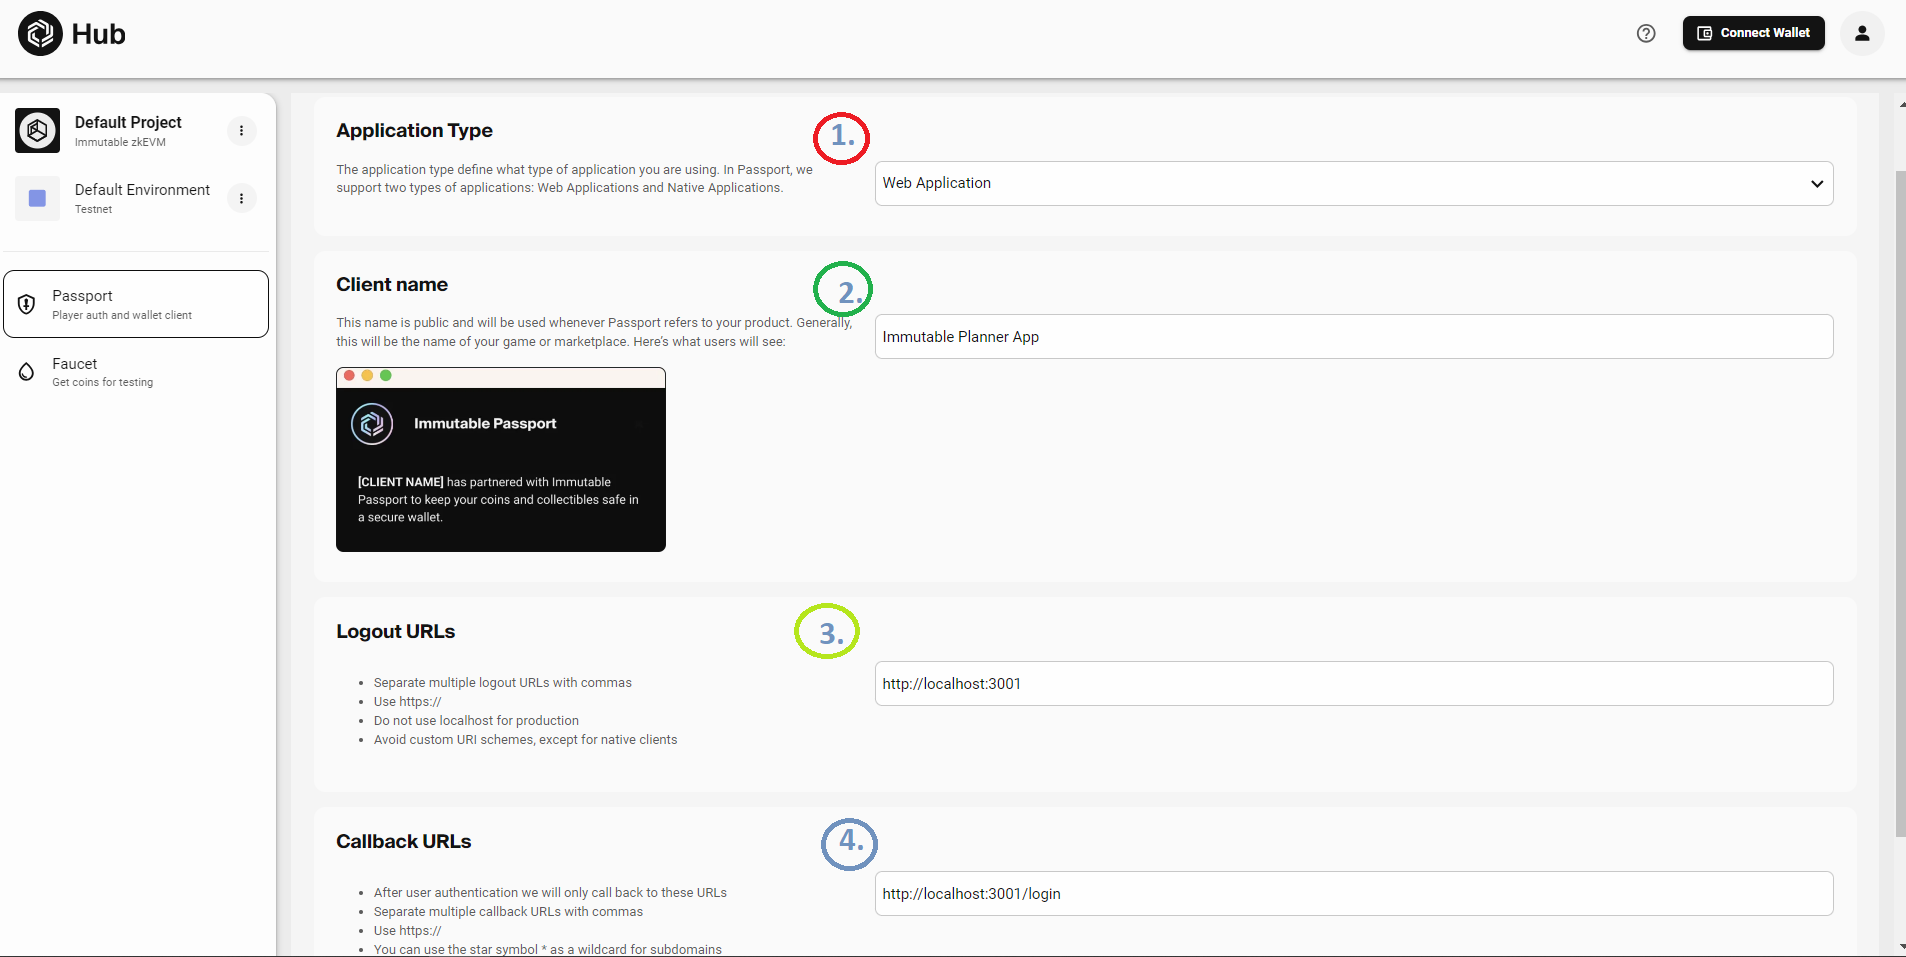 Hub
Connect Wallet
Default Project
Immutable zkEVM
Default Environment
Testnet
Passport
Player auth and wallet client
Faucet
Get coins for testing
Application Type
1.
The application type define what type of application you are using. In Passport, we
support two types of applications: Web Applications and Native Applications.
Web Application
Client name
2.
This name is public and will be used whenever Passport refers to your product. Generally,
this will be the name of your game or marketplace. Here's what users will see:
Immutable Planner App
Immutable Passport
[CLIENT NAME] has partnered with Immutable
Passport to keep your coins and collectibles safe in
a secure wallet.
Logout URLs
3.
• Separate multiple logout URLs with commas
• Use https://
• Do not use localhost for production
• Avoid custom URI schemes, except for native clients
http://localhost:3001
Callback URLs
4.
• After user authentication we will only call back to these URLs
• Separate multiple callback URLs with commas
• Use https://
• You can use the star symbol * as a wildcard for subdomains
http://localhost:3001/login